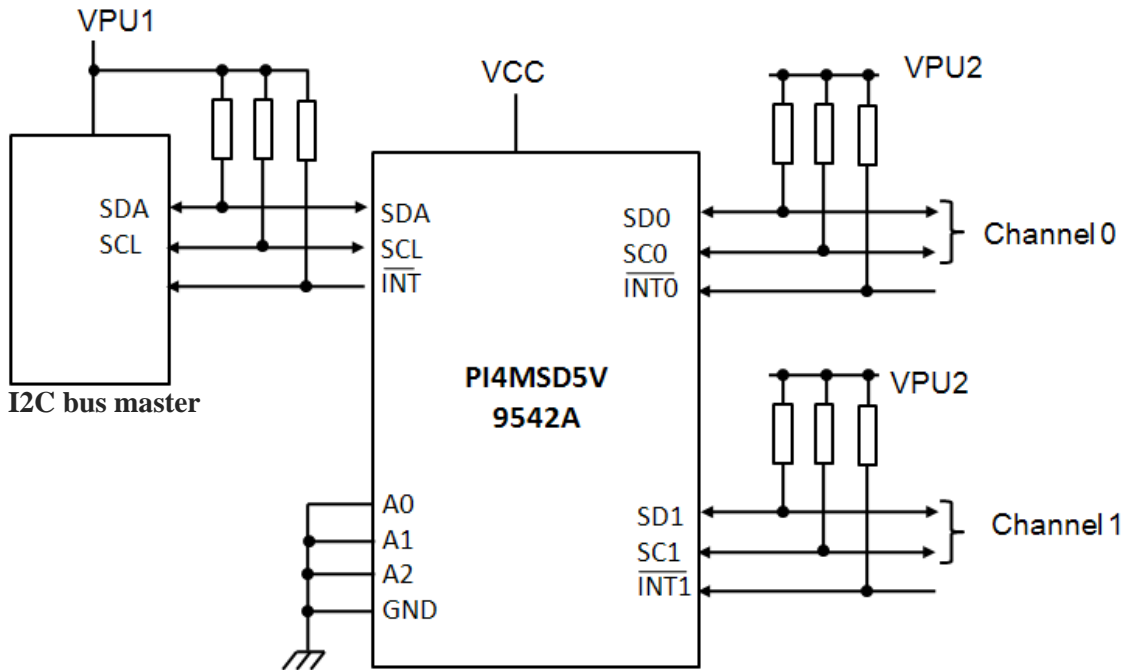 VPU1
VCC
VPU2
SDA
SCL
SDA
SCL
INT
SD0
SC0
INT0
Channel 0
I2C bus master
PI4MSD5V
9542A
VPU2
A0
A1
A2
GND
SD1
SC1
INT1
Channel 1